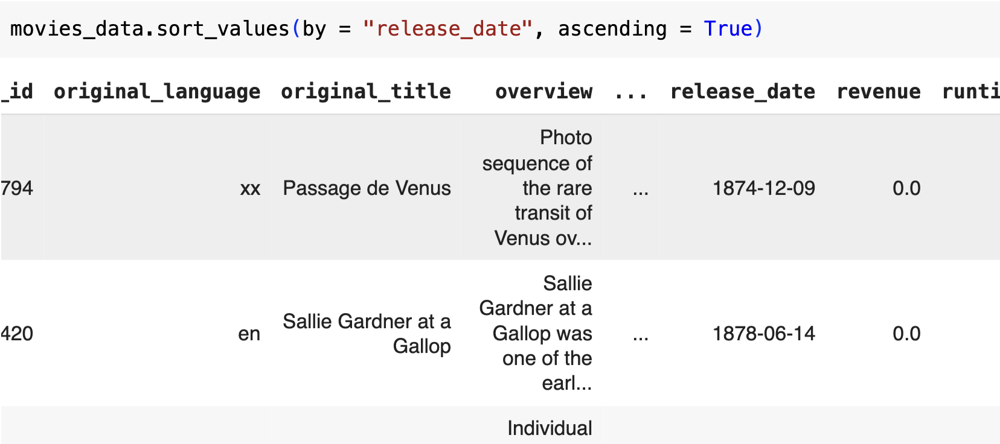 movies_data.sort_values(by = "release_date", ascending = True)
_id original_language original_title overview ... release_date revenue runti
794 xx Passage de Venus Photo
sequence of
the rare
transit of
Venus ov... ... 1874-12-09 0.0
420 en Sallie Gardner at a
Gallop Sallie
Gardner at a
Gallop was
one of the
earl... ... 1878-06-14 0.0
Individual